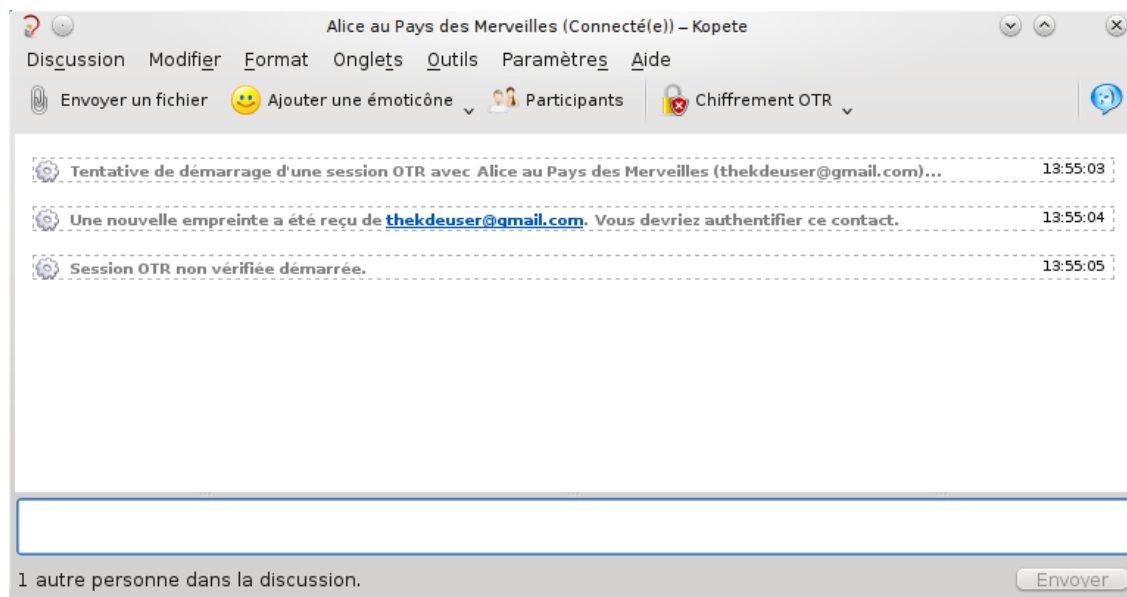 Alice au Pays des Merveilles (Connecté(e)) – Kopete
Discussion Modifier Format Onglets Outils Paramètres Aide
Envoyer un fichier Ajouter une émoticône Participants Chiffrement OTR
Tentative de démarrage d'une session OTR avec Alice au Pays des Merveilles (thekdeuser@gmail.com)... 13:55:03
Une nouvelle empreinte a été reçu de thekdeuser@gmail.com. Vous devriez authentifier ce contact. 13:55:04
Session OTR non vérifiée démarrée. 13:55:05
1 autre personne dans la discussion. Envoyer